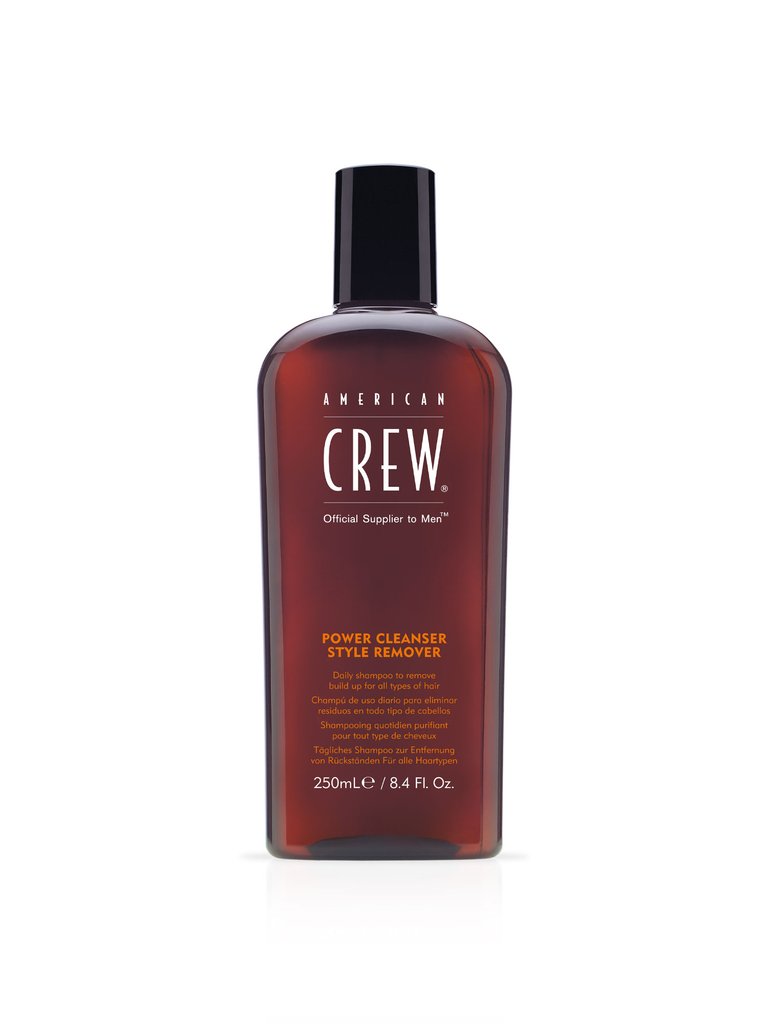 AMERICAN
CREW®
Official Supplier to Men™
POWER CLEANSER
STYLE REMOVER
Daily shampoo to remove
build up for all types of hair
Champú de uso diario para eliminar
residuos en todo tipo de cabellos
Shampooing quotidien purifiant
pour tout type de cheveux
Tägliches Shampoo zur Entfernung
von Rückständen Für alle Haartypen
250mL℮ / 8.4 Fl. Oz.